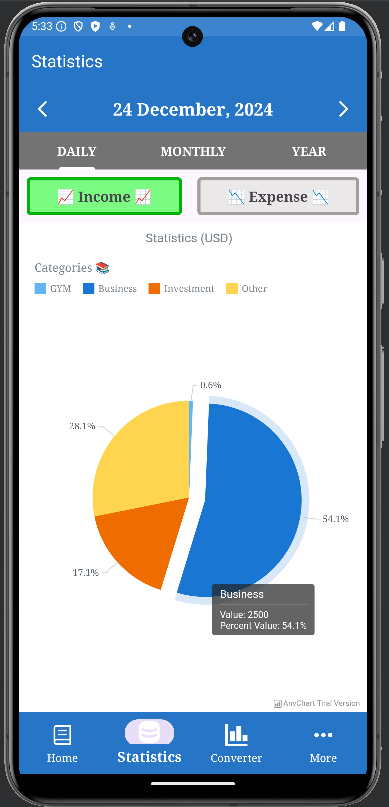 5:33
Statistics
24 December, 2024
DAILY MONTHLY YEAR
📈 Income 📈 📉 Expense 📉
Statistics (USD)
Categories 📚
GYM Business Investment Other
0.6%
28.1%
54.1%
17.1%
Business
Value: 2500
Percent Value: 54.1%
AnyChart Trial Version
Home Statistics Converter More